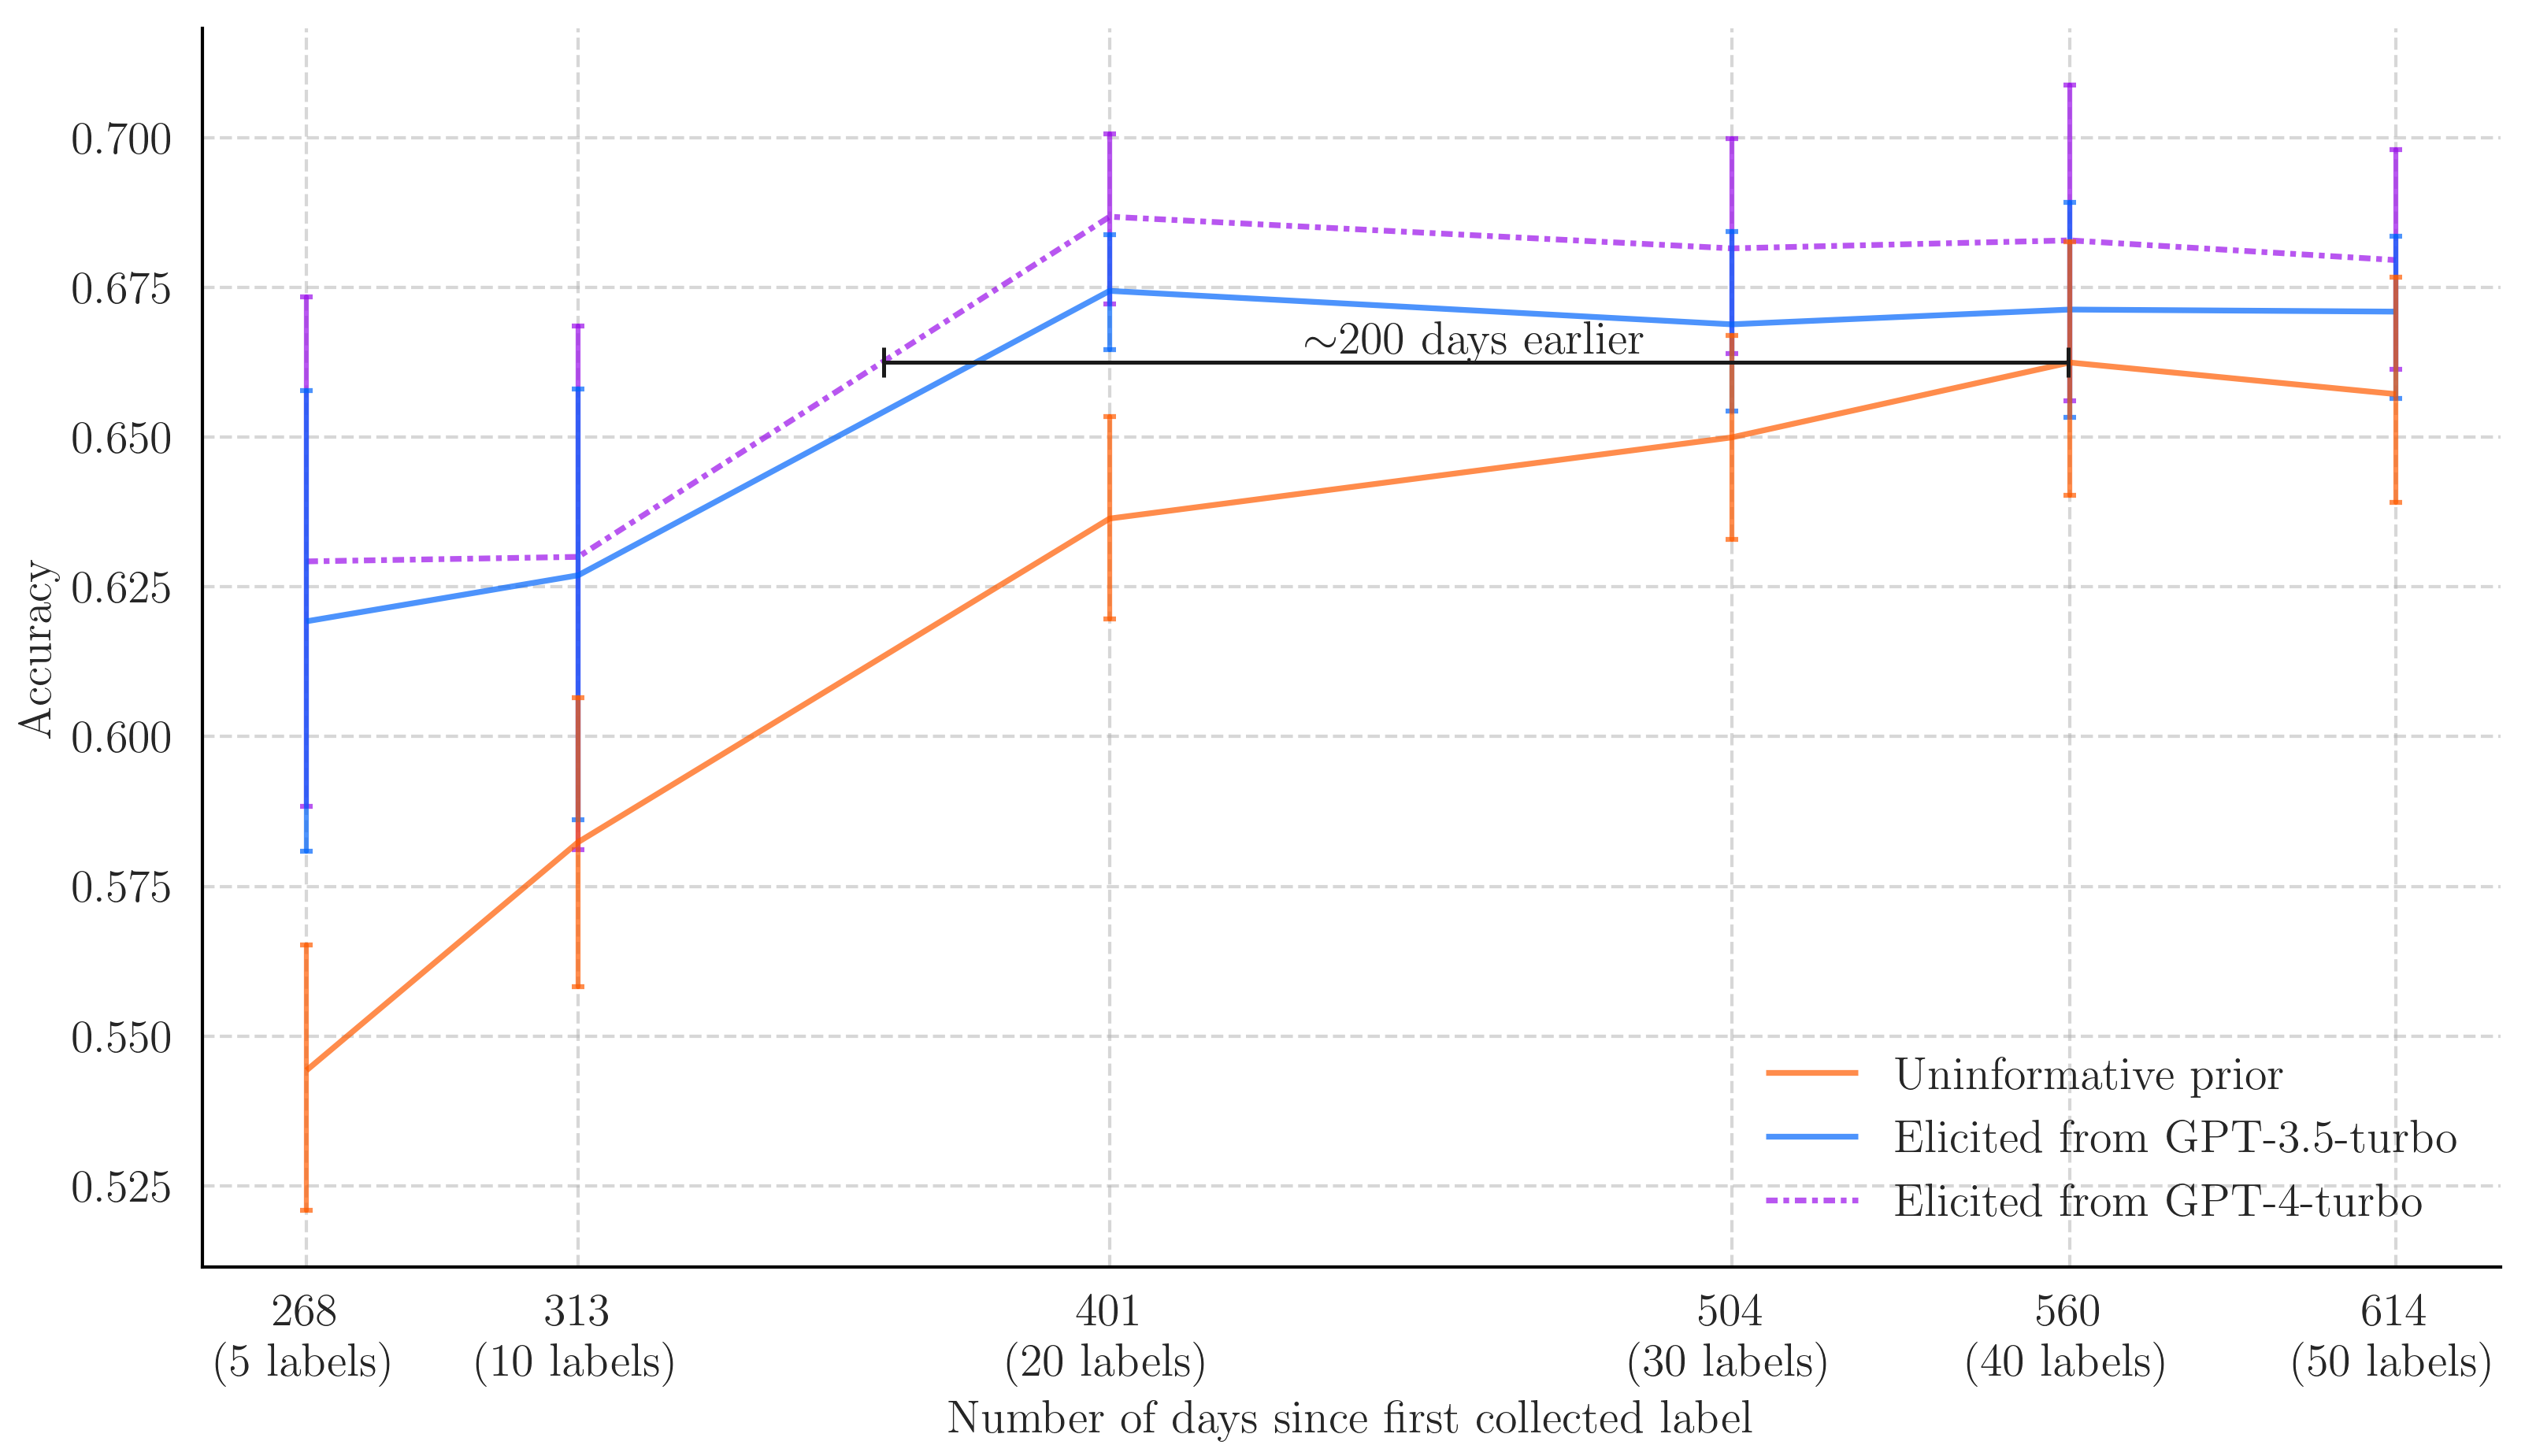 0.700
0.675
0.650
0.625
0.600
0.575
0.550
0.525
Accuracy
~200 days earlier
Uninformative prior
Elicited from GPT-3.5-turbo
Elicited from GPT-4-turbo
268 313 401 504 560 614
(5 labels) (10 labels) (20 labels) (30 labels) (40 labels) (50 labels)
Number of days since first collected label